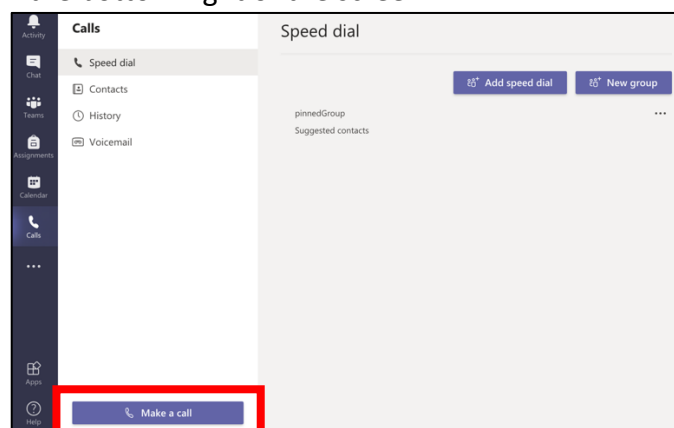 Activity
Chat
Teams
Assignments
Calendar
Calls
Apps
Help
Calls
Speed dial
Contacts
History
Voicemail
Make a call
Speed dial
Add speed dial
New group
pinnedGroup
Suggested contacts